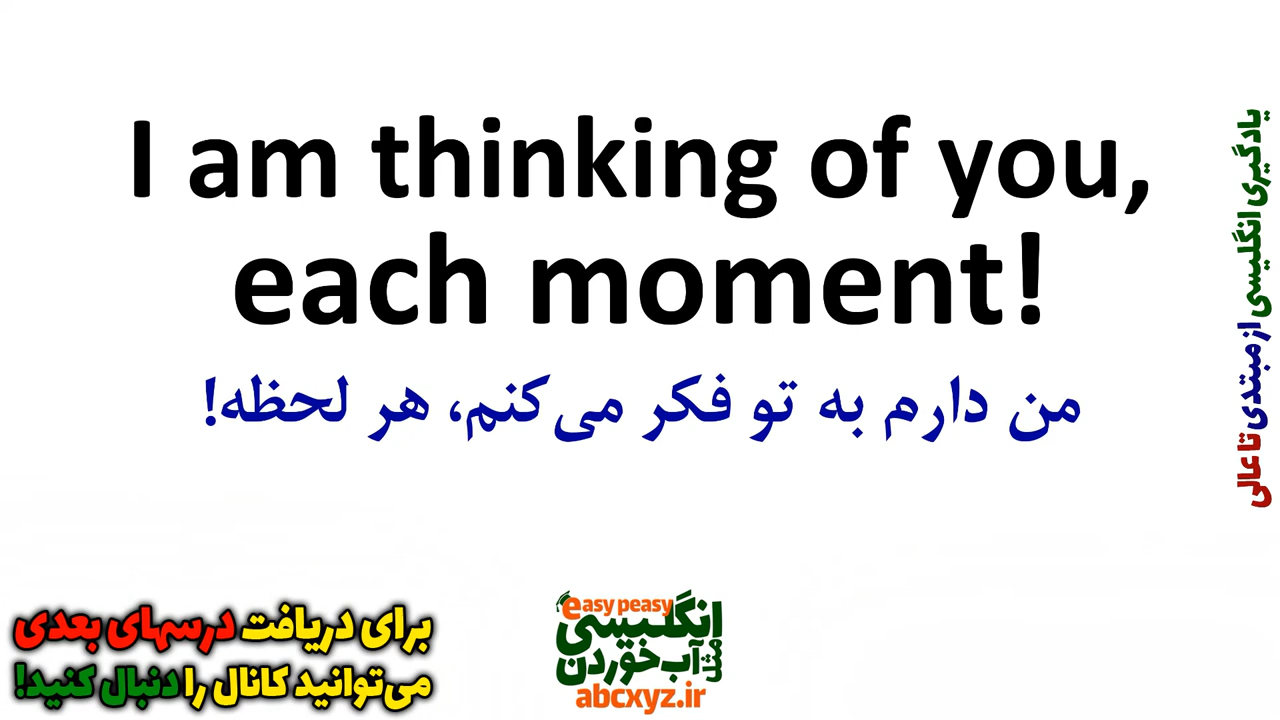 I am thinking of you,
each moment!
من دارم به تو فکر می‌کنم، هر لحظه!
یادگیری انگلیسی از مبتدی تا عالی
برای دریافت درسهای بعدی
می‌توانید کانال را دنبال کنید!
easy peasy
انگلیسی
مثل آب خوردن
abcxyz.ir